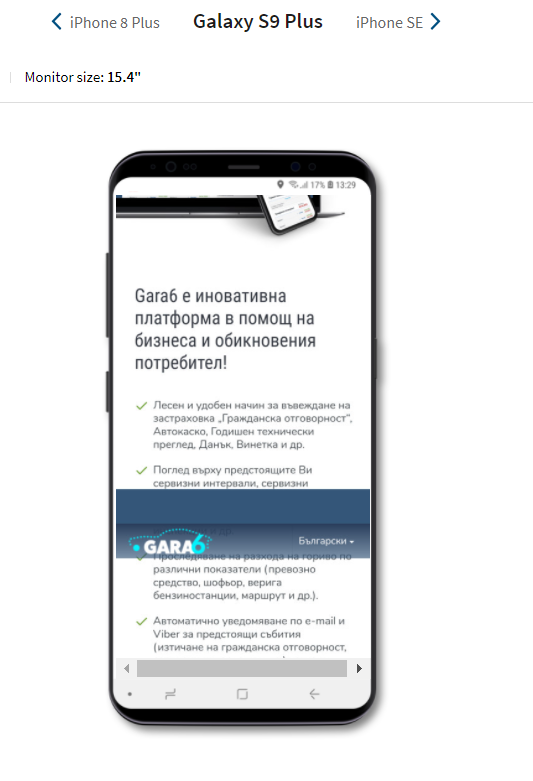 iPhone 8 Plus Galaxy S9 Plus iPhone SE
Monitor size: 15.4"
17% 13:29
Gara6 е иновативна
платформа в помощ на
бизнеса и обикновения
потребител!
Лесен и удобен начин за въвеждане на
застраховка „Гражданска отговорност“,
Автокаско, Годишен технически
преглед, Данък, Винетка и др.
Поглед върху предстоящите Ви
сервизни интервали, сервизни
GARA6 Български
Проследяване на разхода на гориво по
различни показатели (превозно
средство, шофьор, верига
бензиностанции, маршрут и др.).
Автоматично уведомяване по e-mail и
Viber за предстоящи събития
(изтичане на гражданска отговорност,